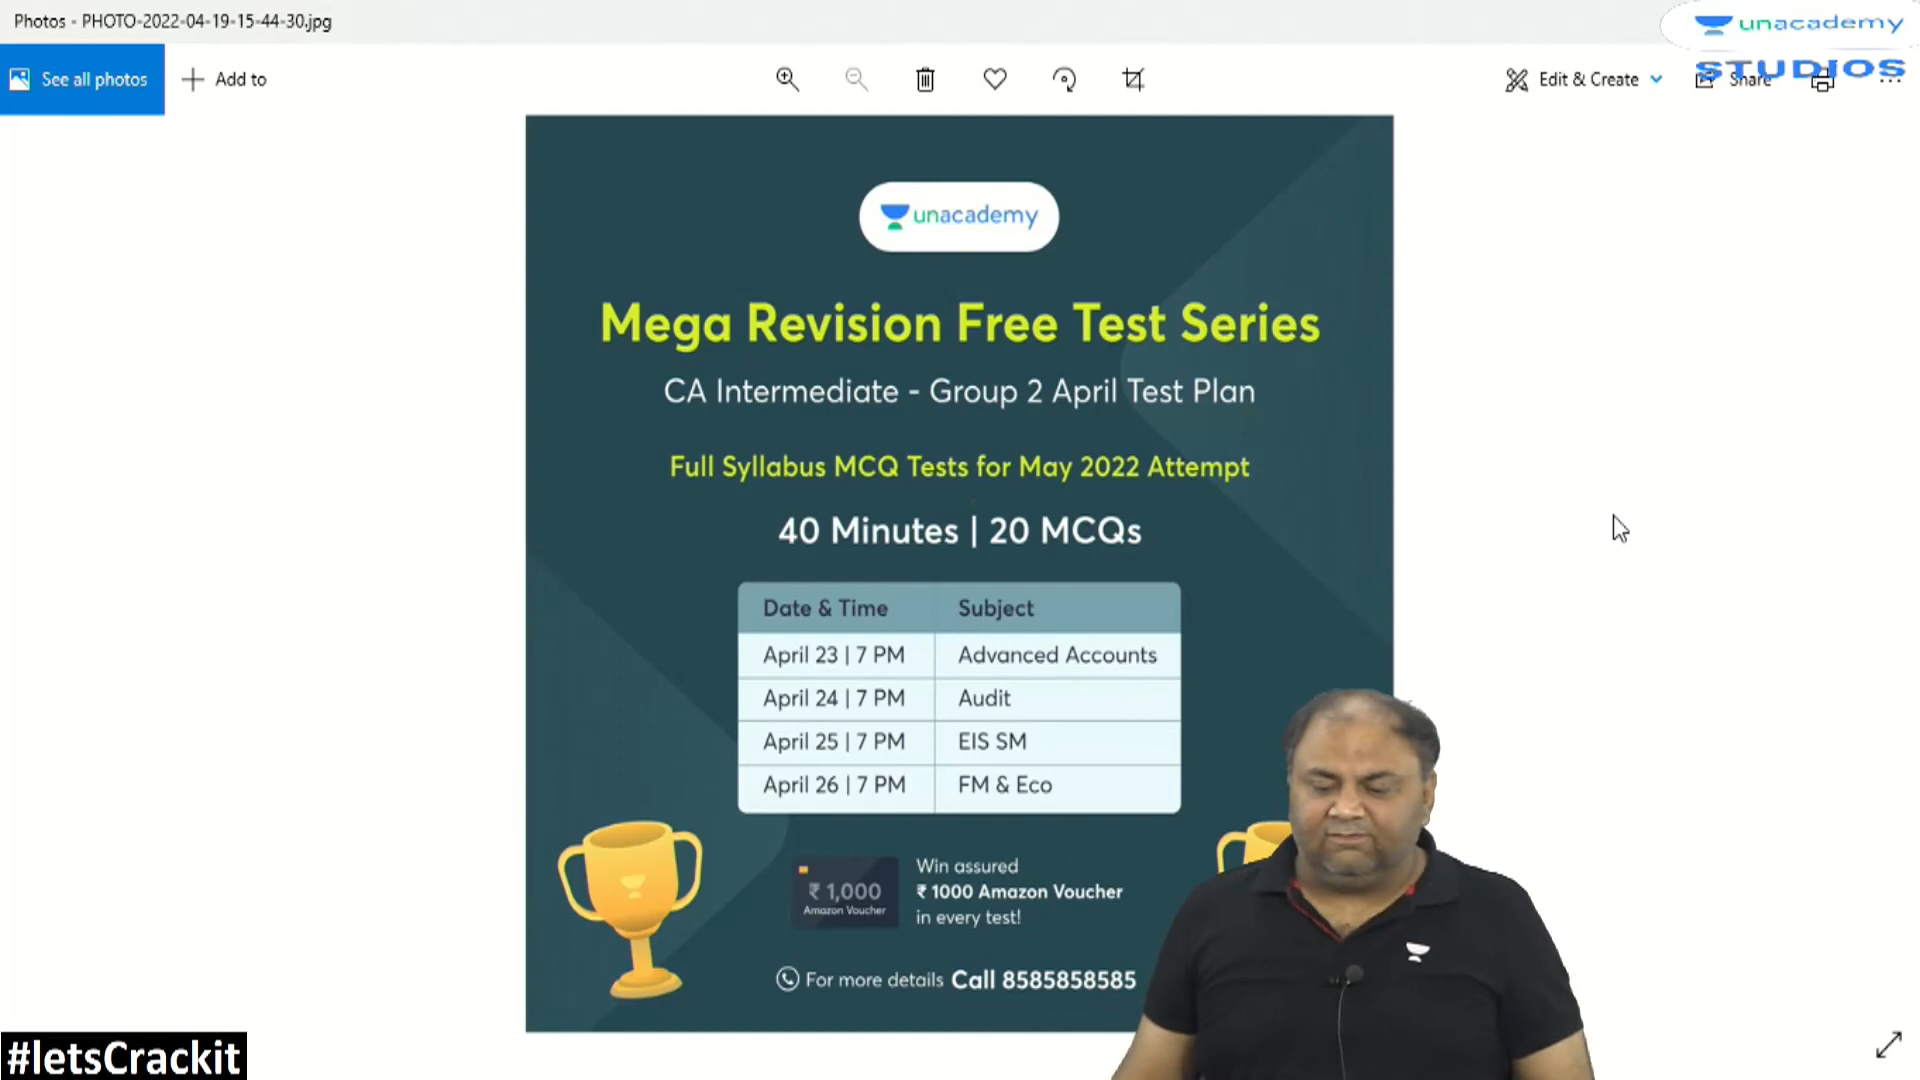 Photos - PHOTO-2022-04-19-15-44-30.jpg
unacademy
STUDIOS
See all photos
Add to
Edit & Create
Share
unacademy
Mega Revision Free Test Series
CA Intermediate - Group 2 April Test Plan
Full Syllabus MCQ Tests for May 2022 Attempt
40 Minutes | 20 MCQs
Date & Time Subject
April 23 | 7 PM Advanced Accounts
April 24 | 7 PM Audit
April 25 | 7 PM EIS SM
April 26 | 7 PM FM & Eco
₹ 1,000
Amazon Voucher
Win assured
₹ 1000 Amazon Voucher
in every test!
For more details Call 8585858585
#letsCrackit